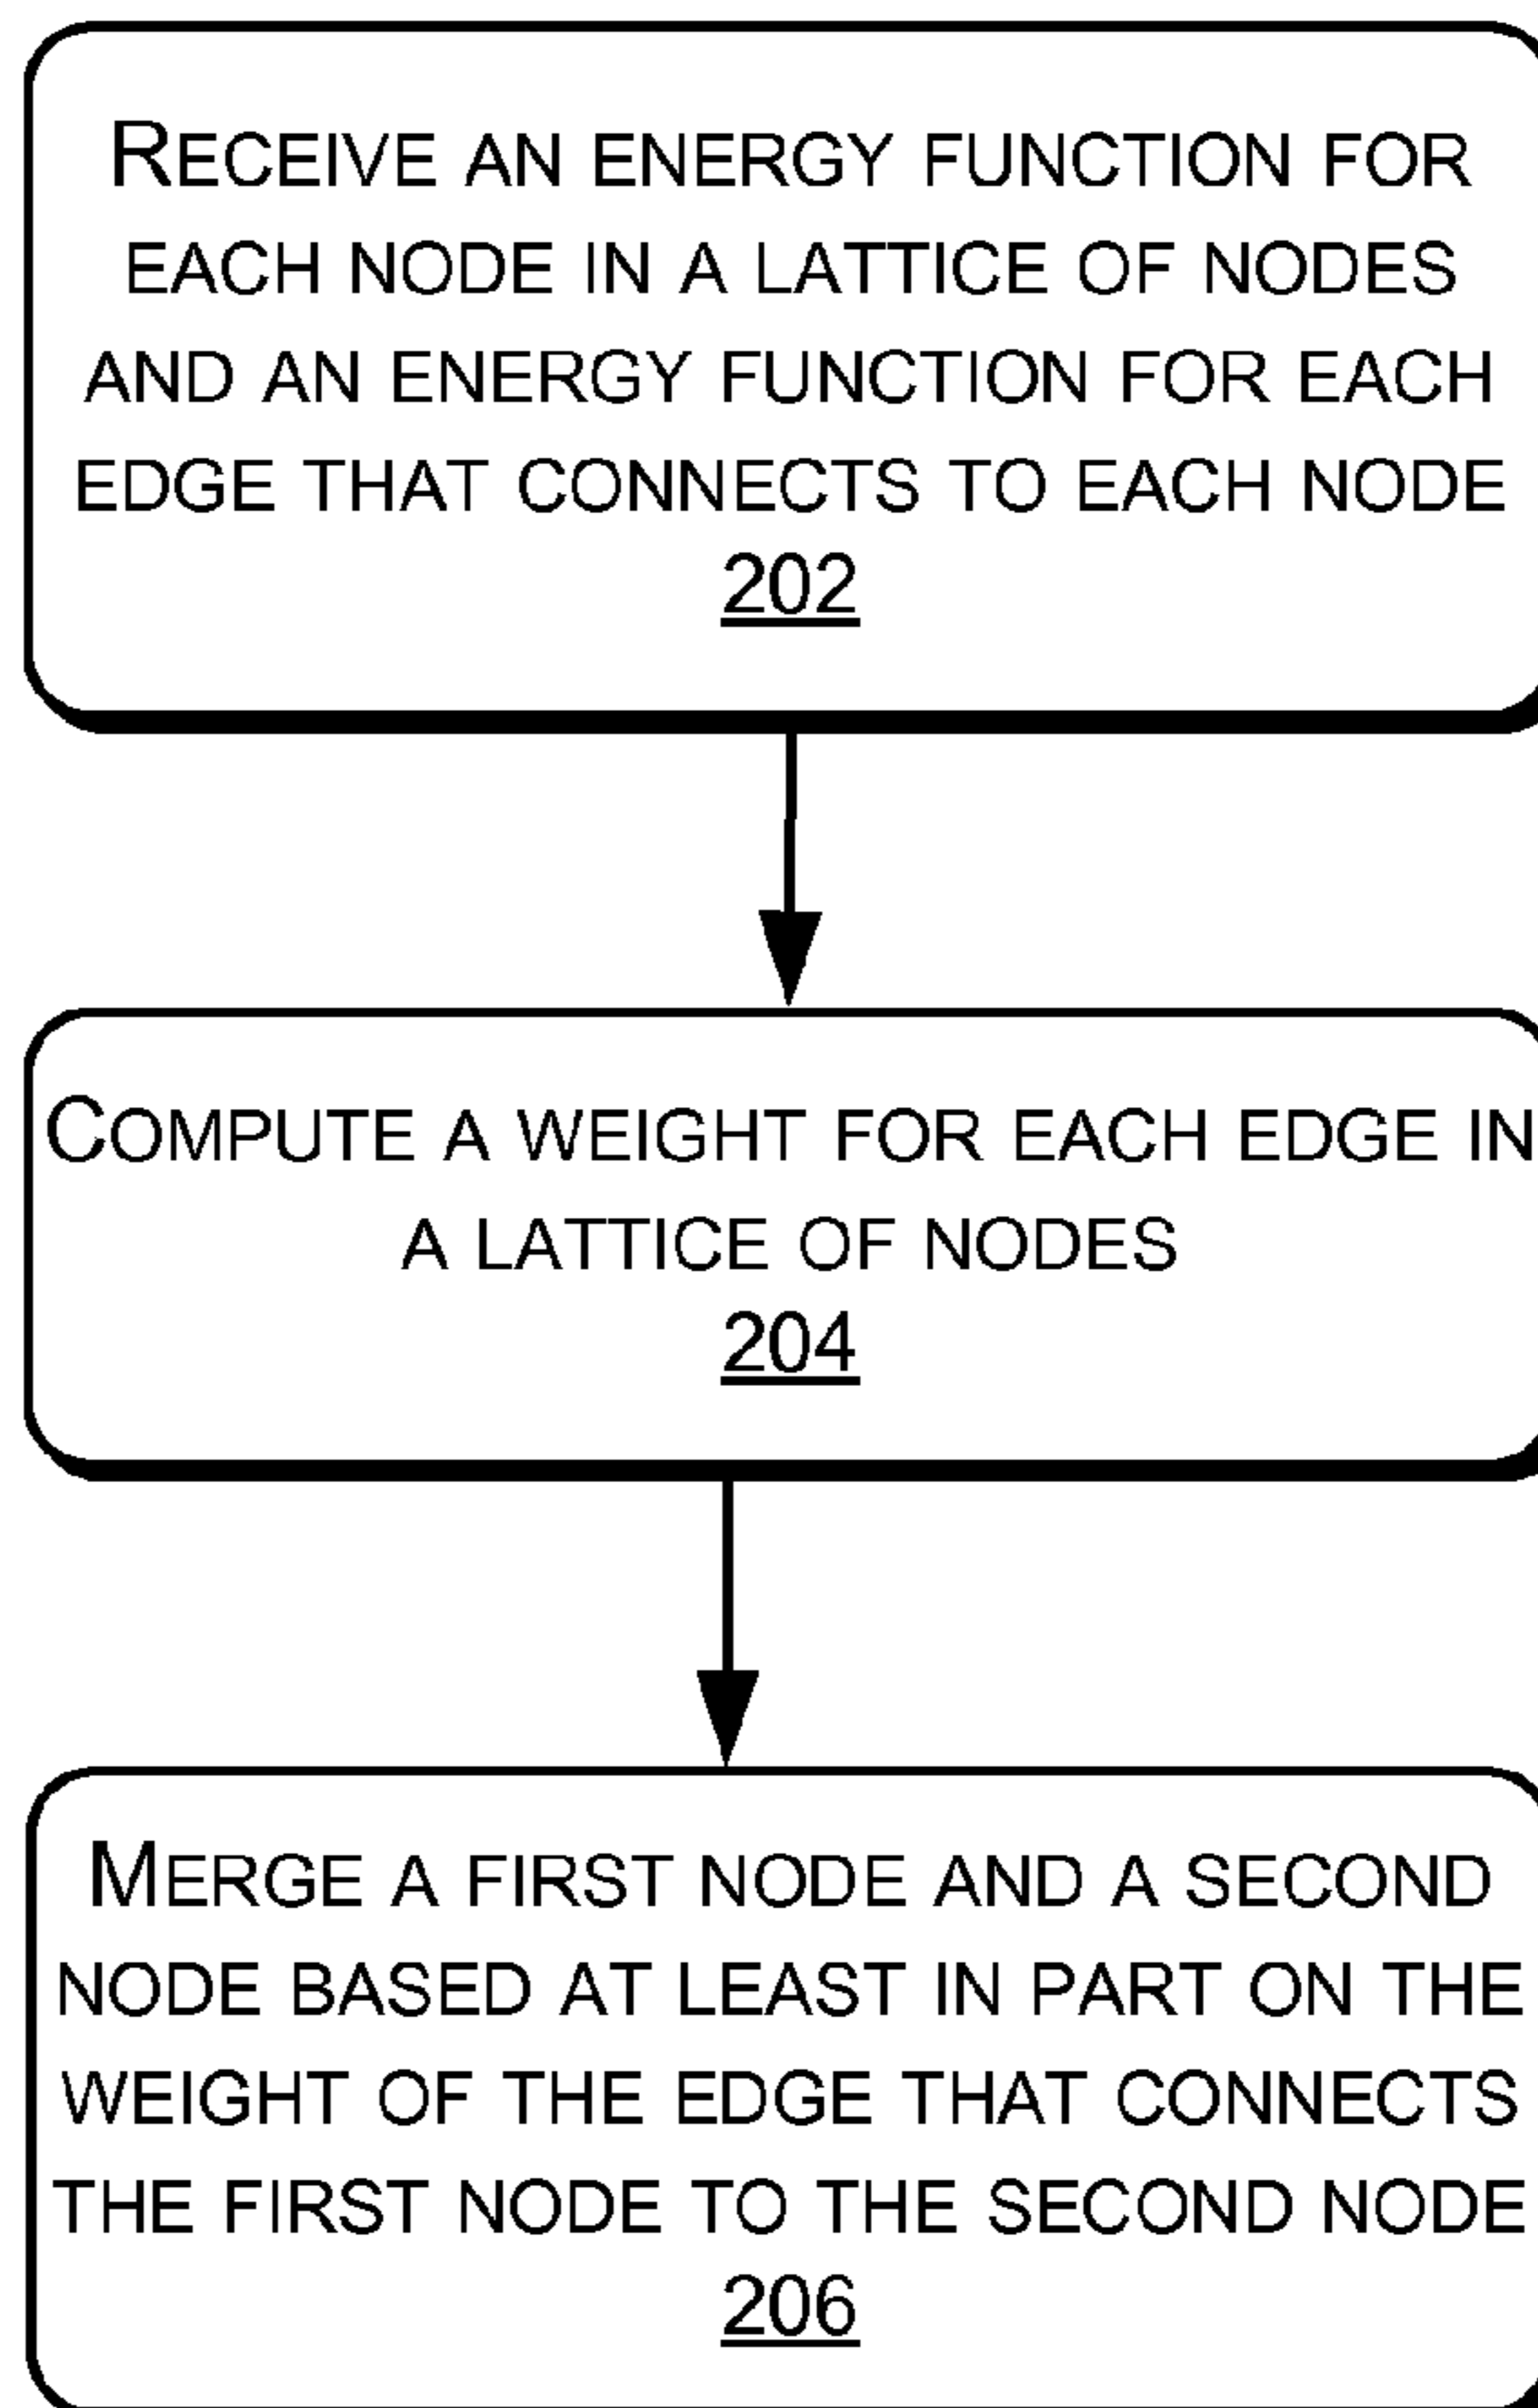 RECEIVE AN ENERGY FUNCTION FOR
EACH NODE IN A LATTICE OF NODES
AND AN ENERGY FUNCTION FOR EACH
EDGE THAT CONNECTS TO EACH NODE
202
COMPUTE A WEIGHT FOR EACH EDGE IN
A LATTICE OF NODES
204
MERGE A FIRST NODE AND A SECOND
NODE BASED AT LEAST IN PART ON THE
WEIGHT OF THE EDGE THAT CONNECTS
THE FIRST NODE TO THE SECOND NODE
206